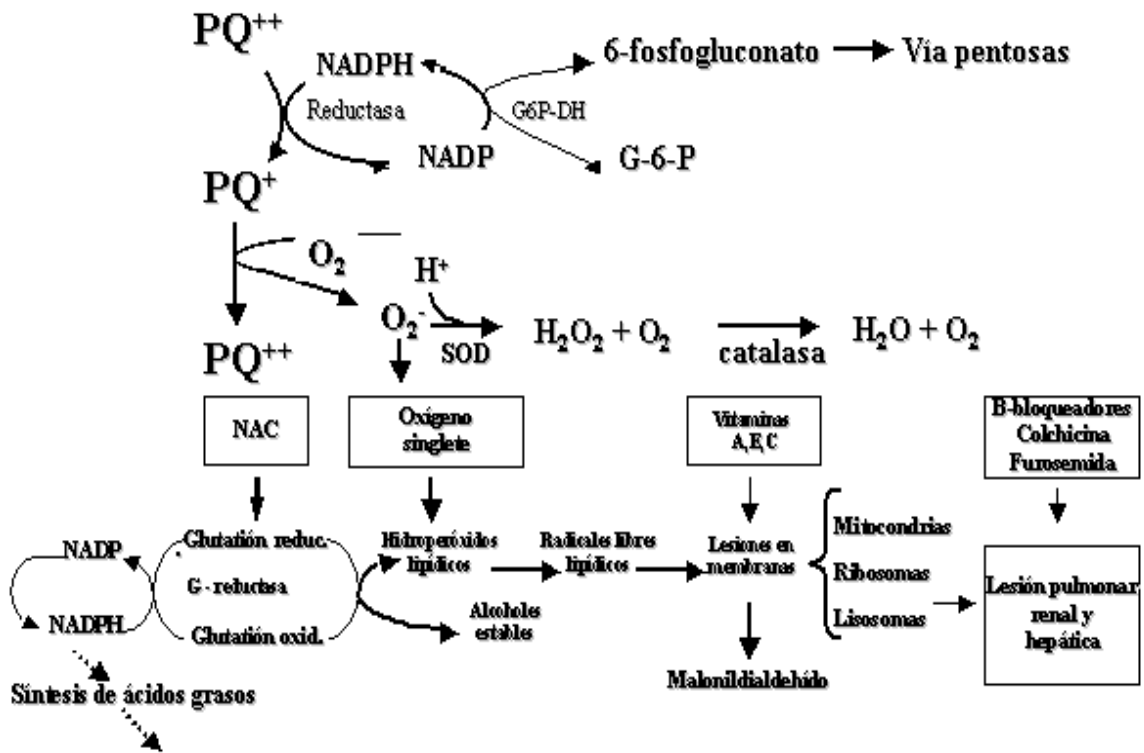 PQ++
NADPH
6-fosfogluconato
Vía pentosas
Reductasa
G6P-DH
NADP
G-6-P
PQ+
O2
H+
O2-
SOD
H2O2 + O2
catalasa
H2O + O2
PQ++
NAC
Oxígeno
singlete
Vitaminas
A, E, C
B-bloqueadores
Colchicina
Furosemida
NADP
NADPH
Glutatión reduc.
G - reductasa
Glutatión oxid.
Hidroperóxidos
lipídicos
Radicales libres
lipídicos
Alcoholes
estables
Lesiones en
membranas
Mitocondrias
Ribosomas
Lisosomas
Lesión pulmonar,
renal y
hepática
Malonildialdehído
Síntesis de ácidos grasos